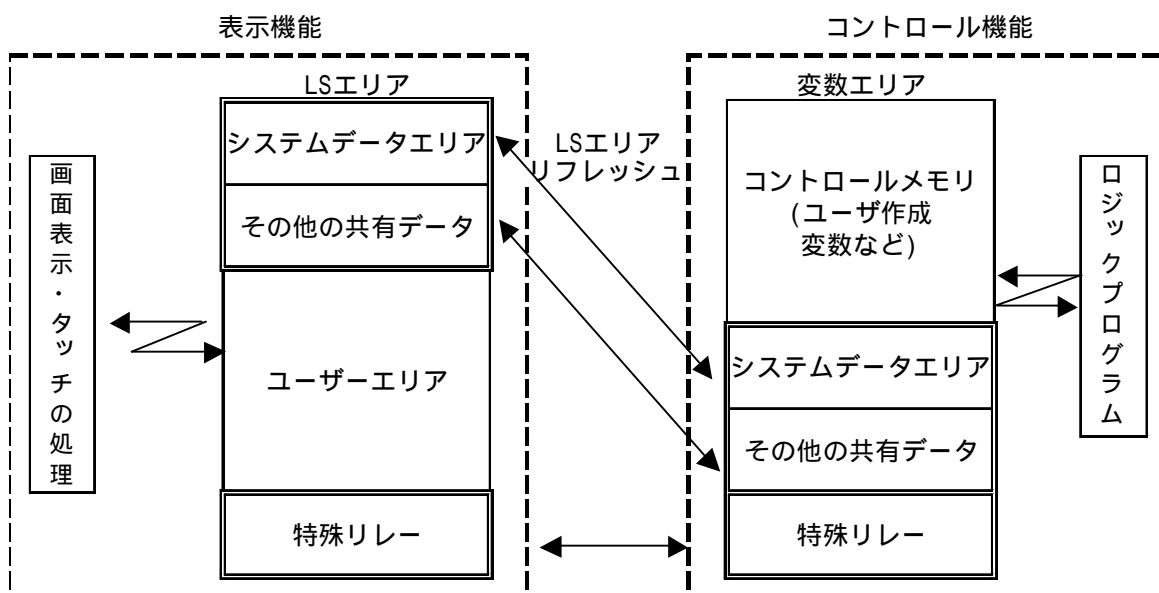 表示機能
コントロール機能
LSエリア
変数エリア
システムデータエリア
その他の共有データ
ユーザーエリア
特殊リレー
画面表示・タッチの処理
LSエリア
リフレッシュ
コントロールメモリ
(ユーザ作成
変数など)
システムデータエリア
その他の共有データ
特殊リレー
ロジックプログラム